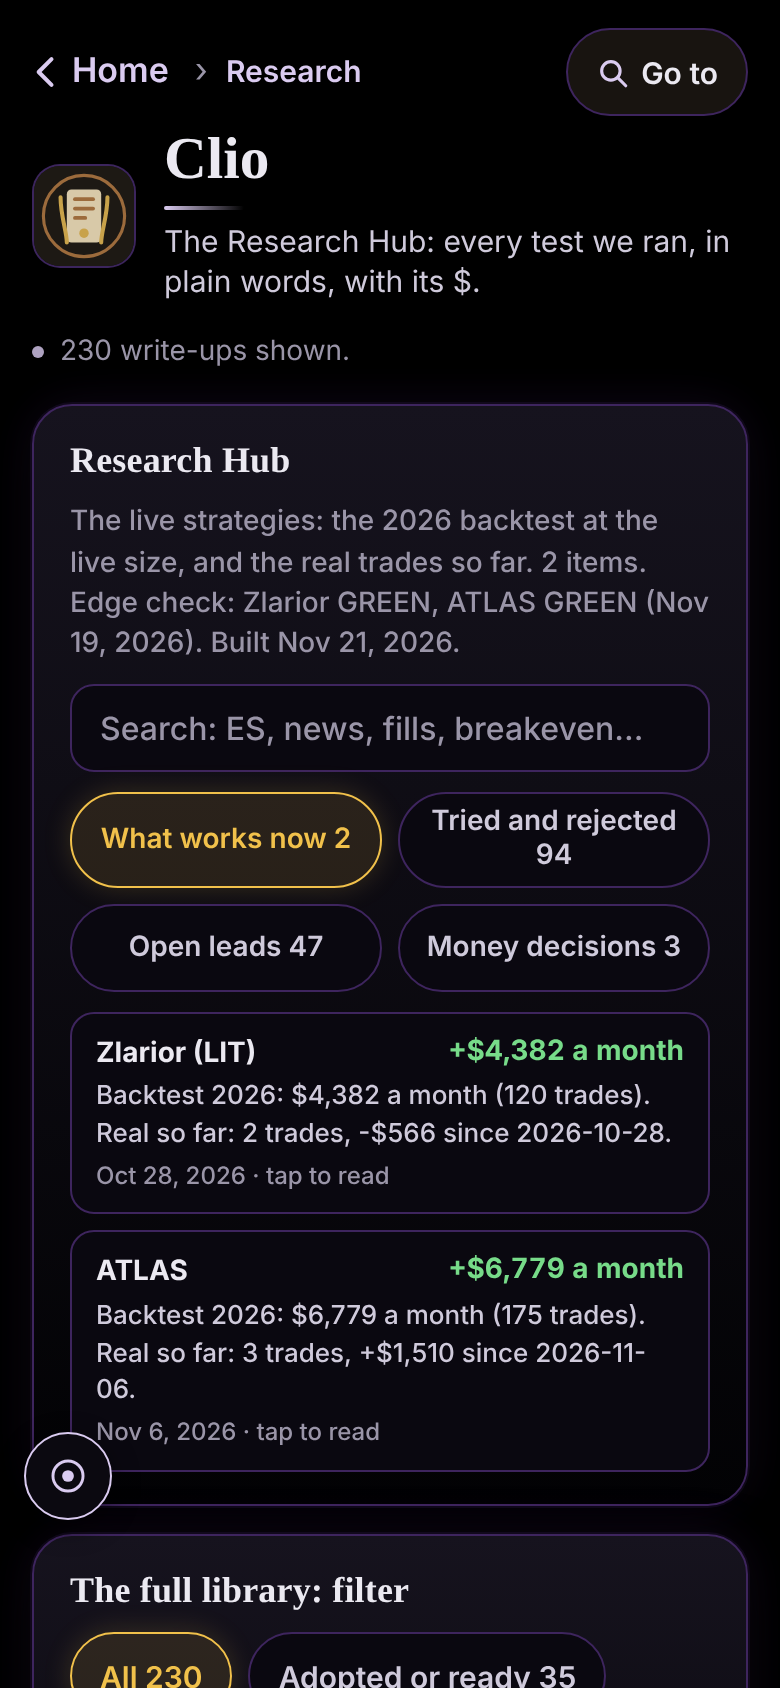 Home › Research
Go to
Clio
The Research Hub: every test we ran, in
plain words, with its $.
230 write-ups shown.
Research Hub
The live strategies: the 2026 backtest at the
live size, and the real trades so far. 2 items.
Edge check: Zlarior GREEN, ATLAS GREEN (Nov
19, 2026). Built Nov 21, 2026.
Search: ES, news, fills, breakeven...
What works now 2
Tried and rejected
94
Open leads 47
Money decisions 3
Zlarior (LIT)
+$4,382 a month
Backtest 2026: $4,382 a month (120 trades).
Real so far: 2 trades, -$566 since 2026-10-28.
Oct 28, 2026 · tap to read
ATLAS
+$6,779 a month
Backtest 2026: $6,779 a month (175 trades).
Real so far: 3 trades, +$1,510 since 2026-11-
06.
Nov 6, 2026 · tap to read
The full library: filter
All 230
Adopted or ready 35